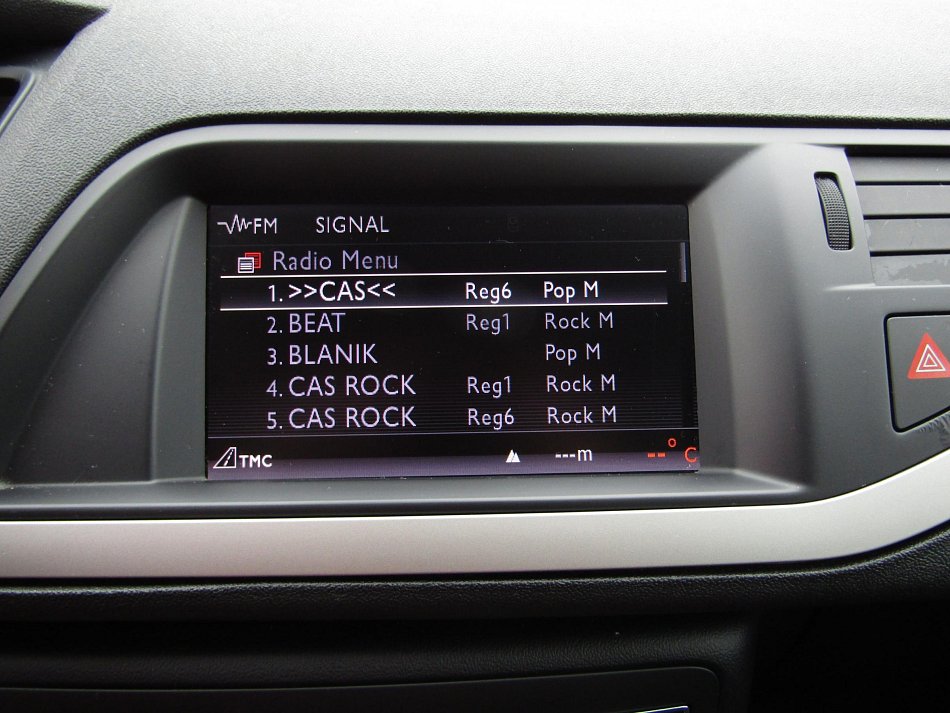 FM SIGNAL
Radio Menu
1. >>CAS<< Reg6 Pop M
2. BEAT Reg1 Rock M
3. BLANIK Pop M
4. CAS ROCK Reg1 Rock M
5. CAS ROCK Reg6 Rock M
TMC ---m --° C